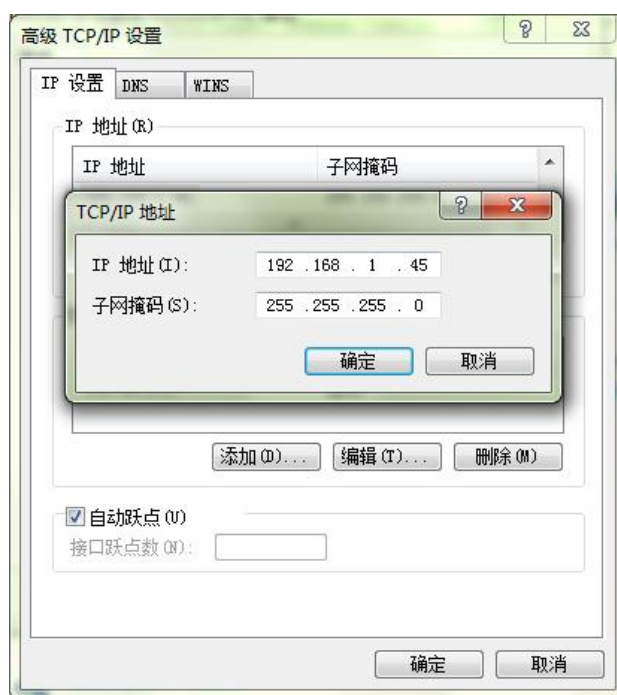 高级 TCP/IP 设置
IP 设置 DNS WINS
IP 地址(R)
IP 地址 子网掩码
TCP/IP 地址
IP 地址(I): 192 .168 . 1 .45
子网掩码(S): 255 .255 .255 . 0
确定 取消
添加(D)... 编辑(T)... 删除(M)
自动跃点(U)
接口跃点数(N):
确定 取消